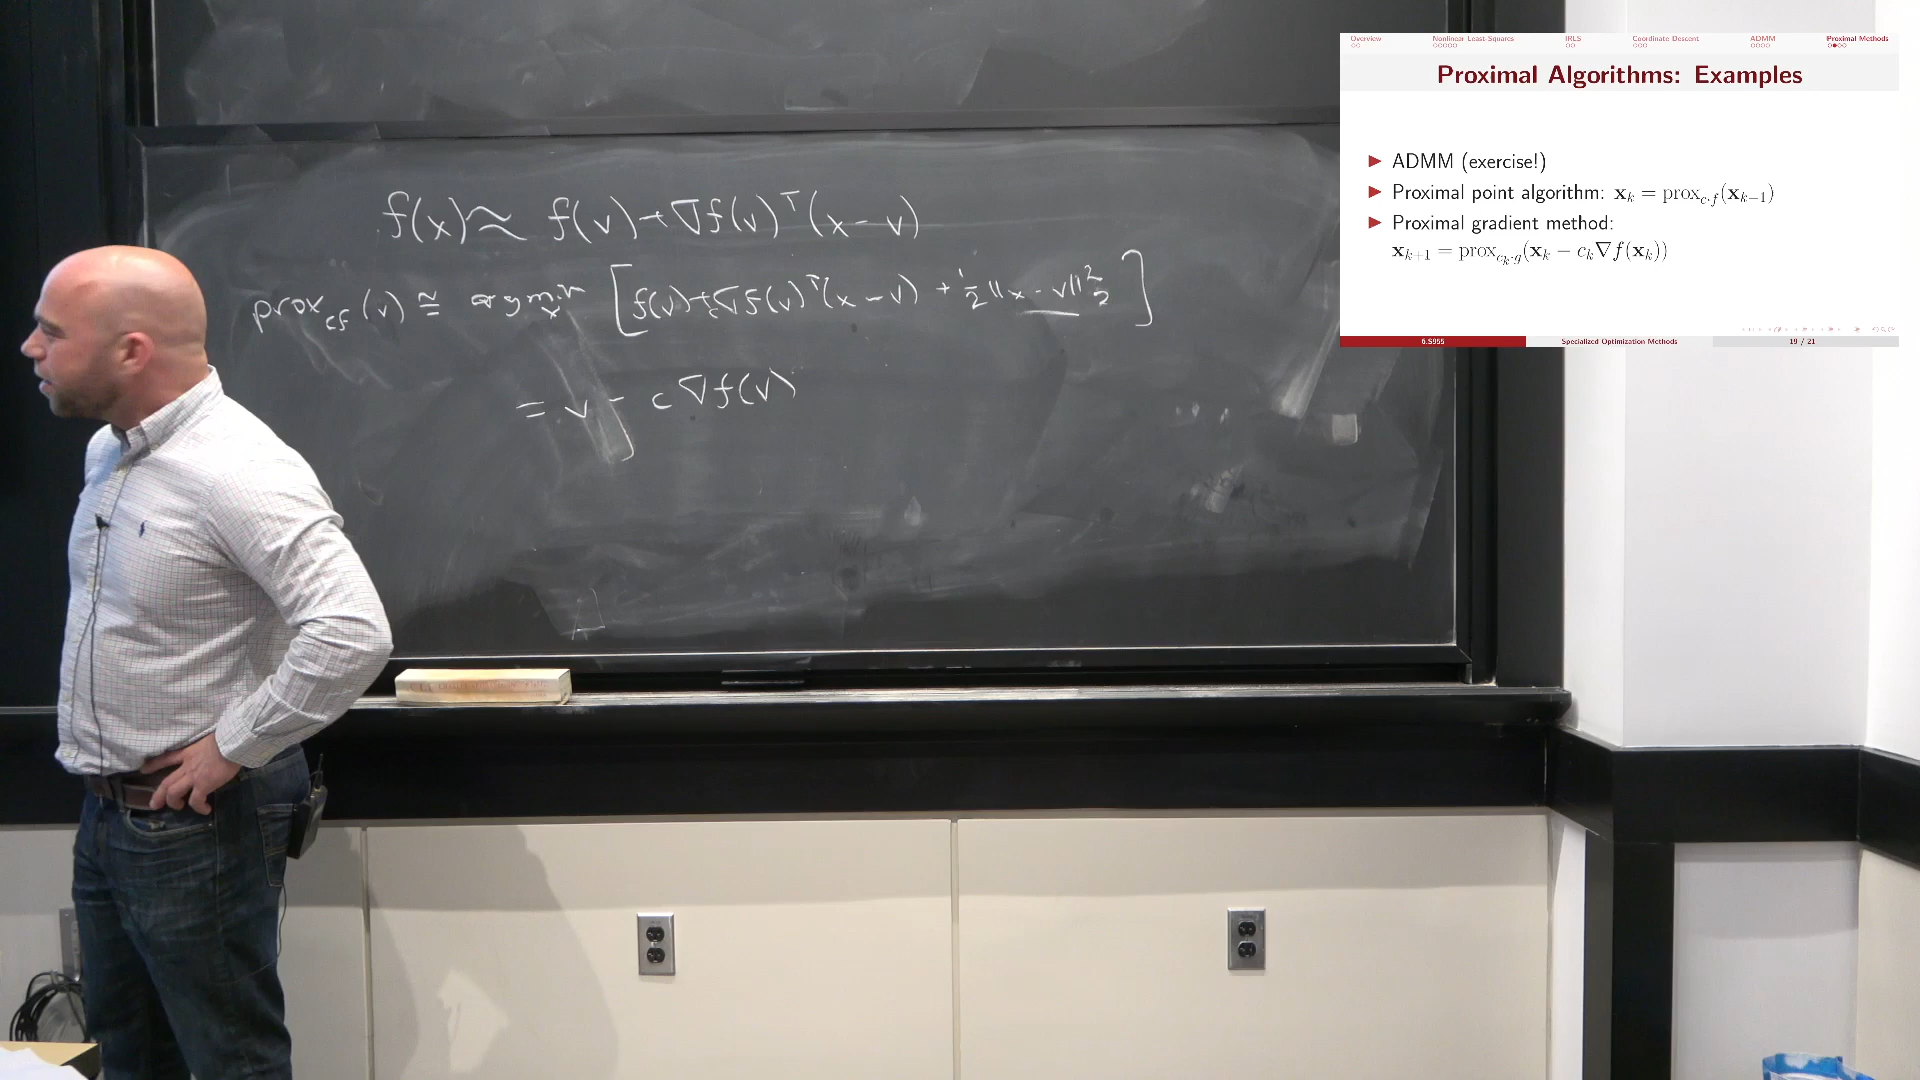 f(x) ≈ f(v) + ∇f(v)ᵀ(x - v)
prox_cf (v) ≅ argmin_x [f(v) + c∇f(v)ᵀ(x - v) + ½‖x - v‖₂²]
= v - c∇f(v)
Overview Nonlinear Least-Squares IRLS Coordinate Descent ADMM Proximal Methods
Proximal Algorithms: Examples
ADMM (exercise!)
Proximal point algorithm: x_k = prox_{c·f}(x_{k−1})
Proximal gradient method:
x_{k+1} = prox_{c_k·g}(x_k − c_k∇f(x_k))
6.S955 Specialized Optimization Methods 19 / 21